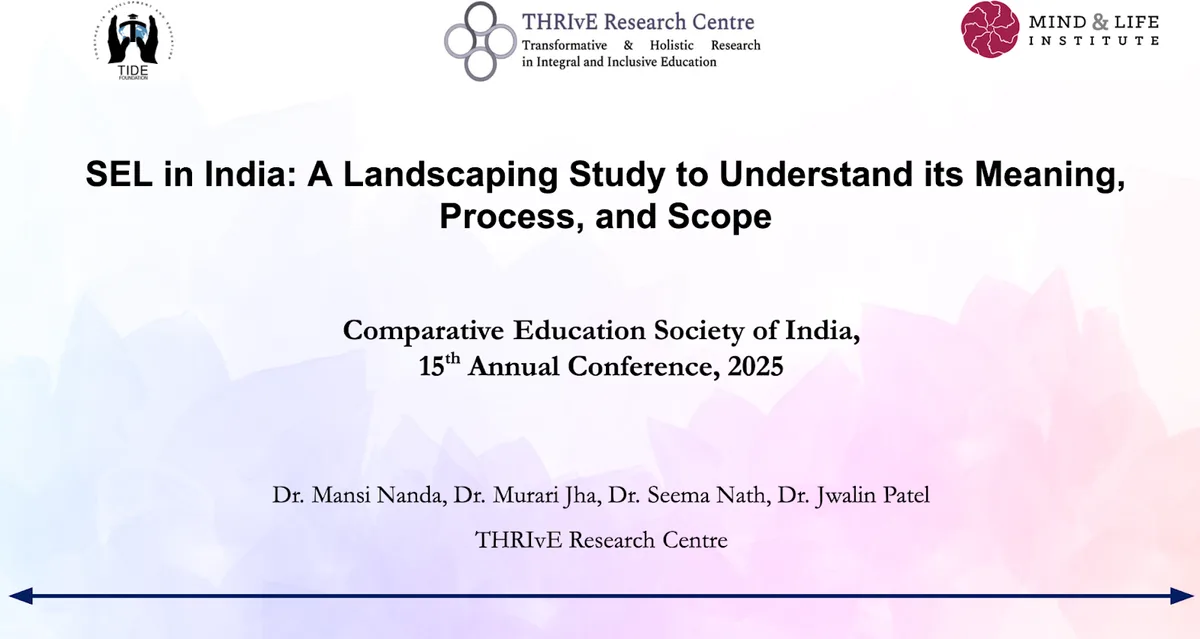 TIDE
FOUNDATION
THRIvE Research Centre
Transformative & Holistic Research
in Integral and Inclusive Education
MIND & LIFE
INSTITUTE
SEL in India: A Landscaping Study to Understand its Meaning,
Process, and Scope
Comparative Education Society of India,
15th Annual Conference, 2025
Dr. Mansi Nanda, Dr. Murari Jha, Dr. Seema Nath, Dr. Jwalin Patel
THRIvE Research Centre